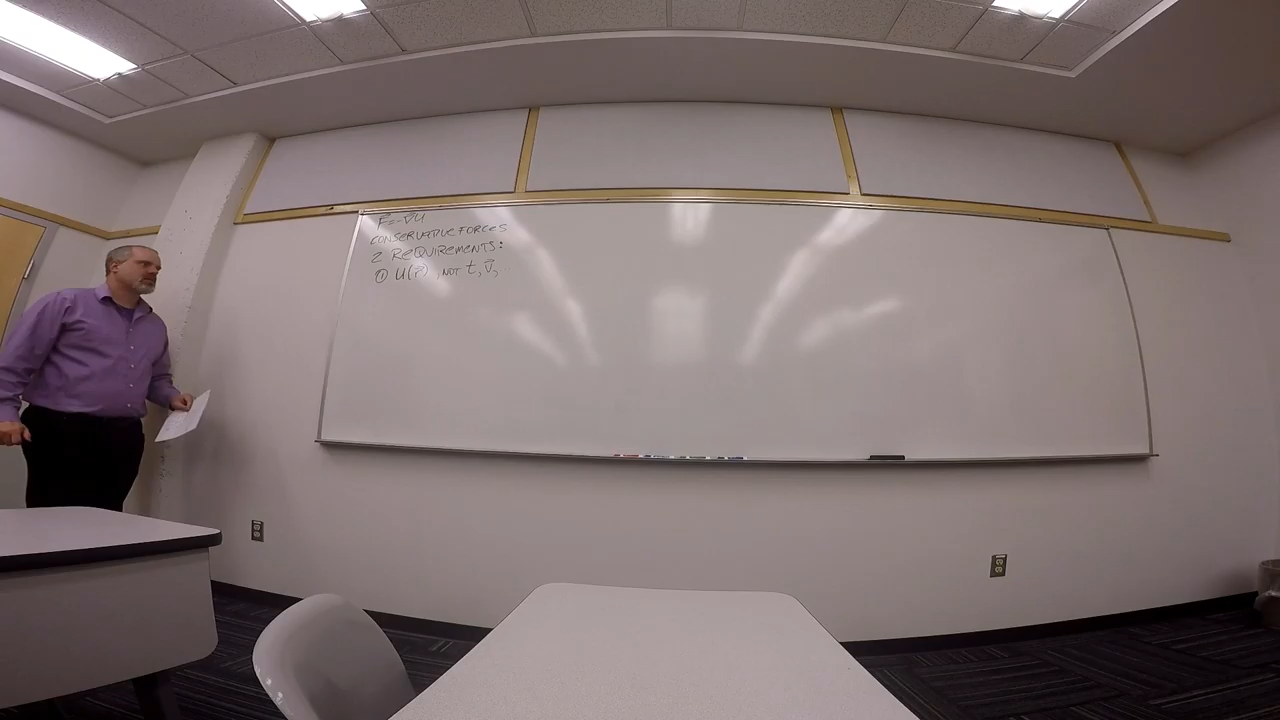 F⃗=-∇⃗U
CONSERVATIVE FORCES
2 REQUIREMENTS:
① U(r⃗), NOT t, v⃗,